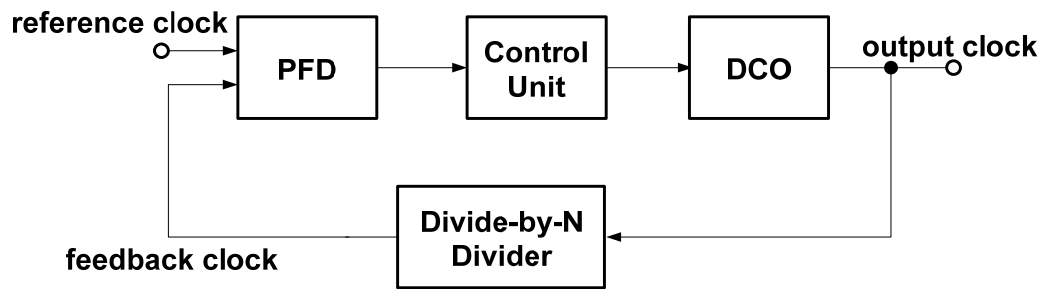 reference clock
PFD
Control
Unit
DCO
output clock
Divide-by-N
Divider
feedback clock